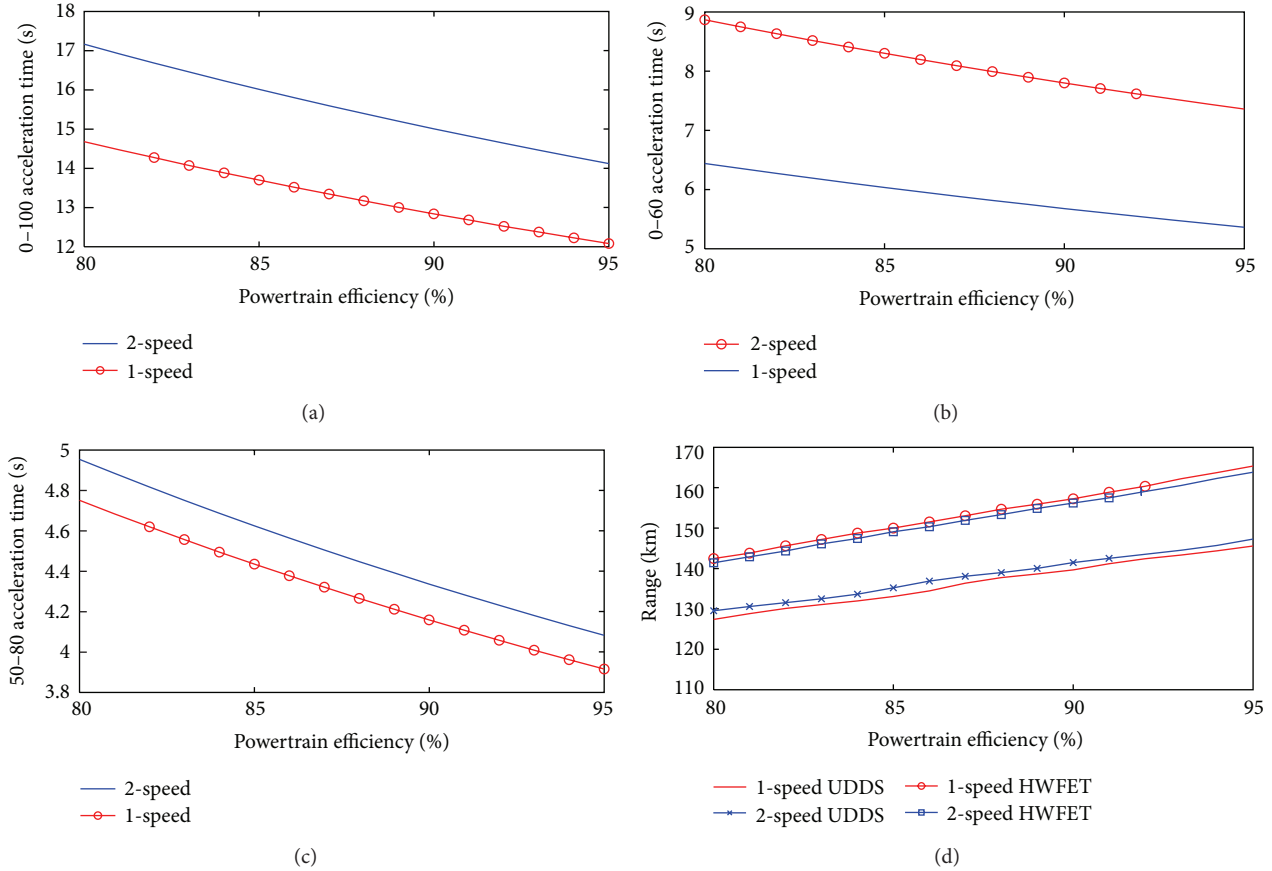 0–100 acceleration time (s)
18
17
16
15
14
13
12
80
85
90
95
Powertrain efficiency (%)
2-speed
1-speed
(a)
0–60 acceleration time (s)
9
8
7
6
5
80
85
90
95
Powertrain efficiency (%)
2-speed
1-speed
(b)
50–80 acceleration time (s)
5
4.8
4.6
4.4
4.2
4
3.8
80
85
90
95
Powertrain efficiency (%)
2-speed
1-speed
(c)
Range (km)
170
160
150
140
130
120
110
80
85
90
95
Powertrain efficiency (%)
1-speed UDDS
2-speed UDDS
1-speed HWFET
2-speed HWFET
(d)